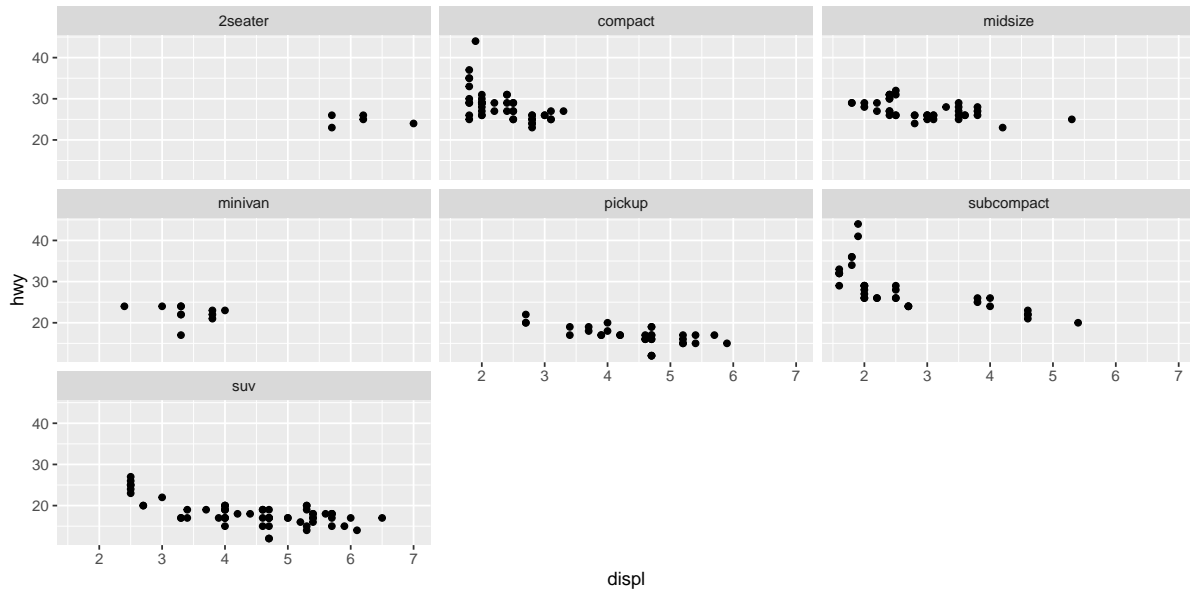 2seater compact midsize
40
30
20
minivan pickup subcompact
40
30
20
hwy
2 3 4 5 6 7 2 3 4 5 6 7
suv
40
30
20
2 3 4 5 6 7
displ